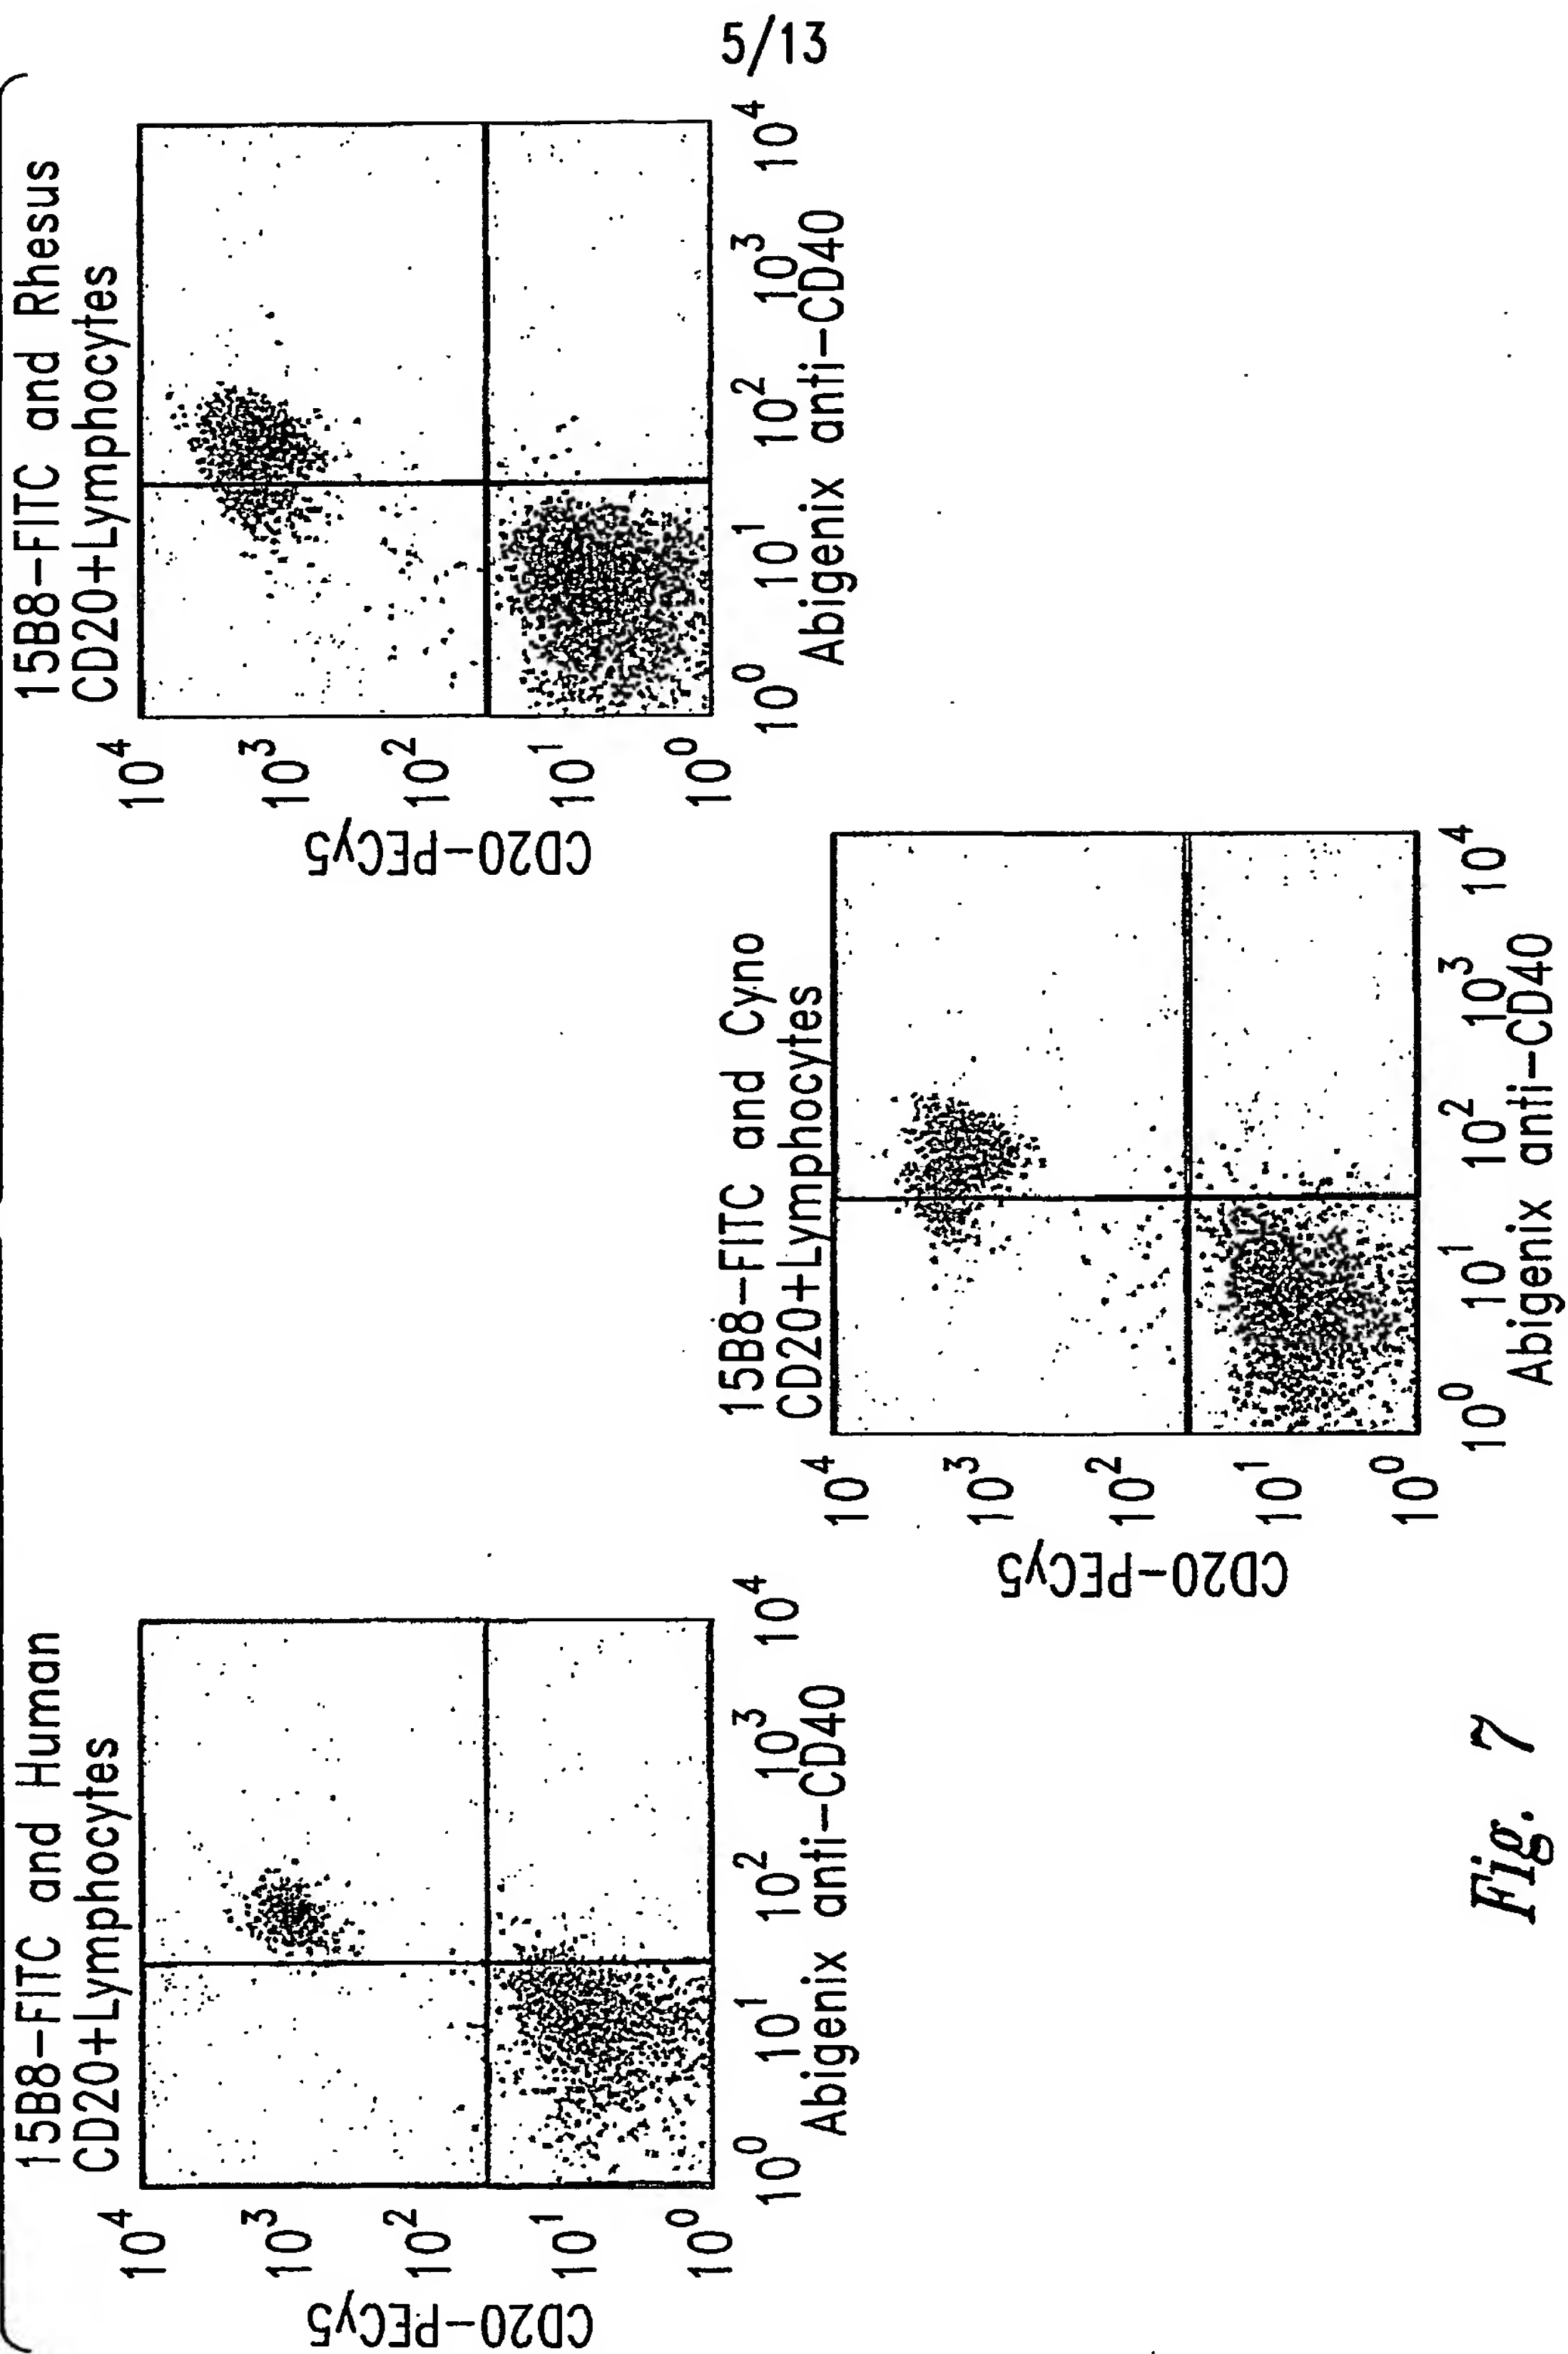 5/13
15B8-FITC and Human
CD20+Lymphocytes
CD20-PECy5
10^4
10^3
10^2
10^1
10^0
10^0 10^1 10^2 10^3 10^4
Abigenix anti-CD40
15B8-FITC and Rhesus
CD20+Lymphocytes
CD20-PECy5
10^4
10^3
10^2
10^1
10^0
10^0 10^1 10^2 10^3 10^4
Abigenix anti-CD40
15B8-FITC and Cyno
CD20+Lymphocytes
CD20-PECy5
10^4
10^3
10^2
10^1
10^0
10^0 10^1 10^2 10^3 10^4
Abigenix anti-CD40
Fig. 7